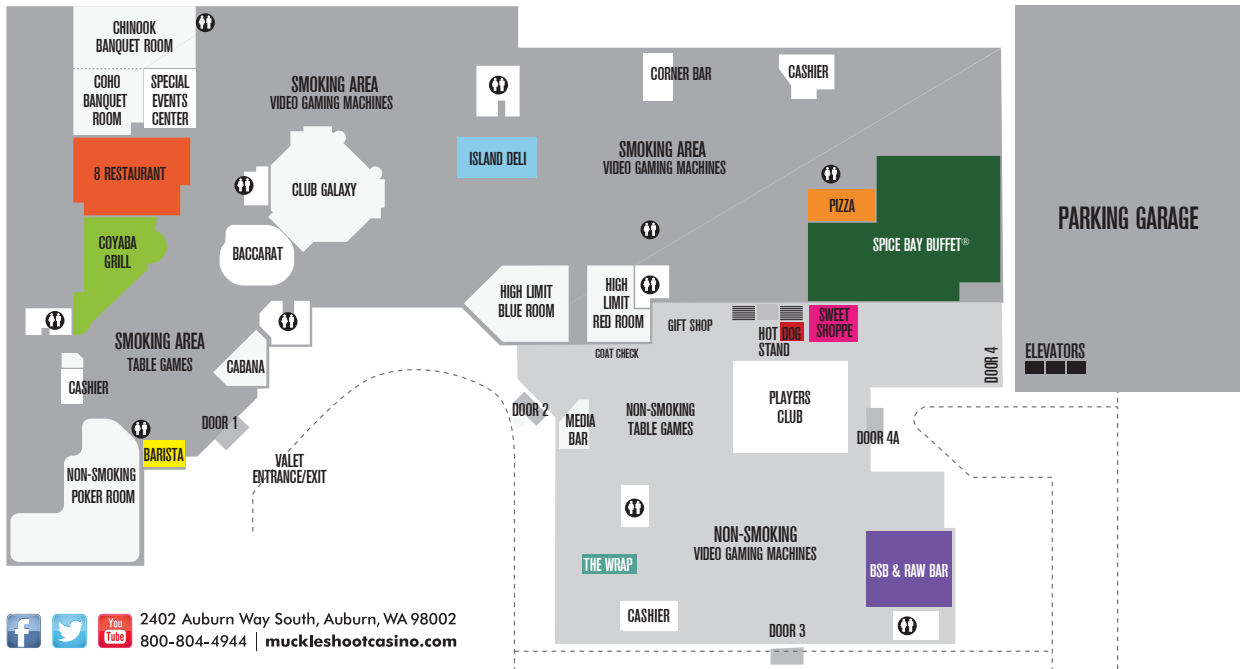 CHINOOK
BANQUET ROOM
COHO
BANQUET
ROOM
SPECIAL
EVENTS
CENTER
SMOKING AREA
VIDEO GAMING MACHINES
CORNER BAR
CASHIER
PARKING GARAGE
8 RESTAURANT
ISLAND DELI
SMOKING AREA
VIDEO GAMING MACHINES
CLUB GALAXY
PIZZA
SPICE BAY BUFFET®
COYABA
GRILL
BACCARAT
HIGH LIMIT
BLUE ROOM
HIGH
LIMIT
RED ROOM
GIFT SHOP
HOT DOG
STAND
SWEET
SHOPPE
COAT CHECK
SMOKING AREA
TABLE GAMES
CABANA
CASHIER
DOOR 4
ELEVATORS
DOOR 1
DOOR 2
MEDIA
BAR
NON-SMOKING
TABLE GAMES
PLAYERS
CLUB
DOOR 4A
BARISTA
VALET
ENTRANCE/EXIT
NON-SMOKING
POKER ROOM
NON-SMOKING
VIDEO GAMING MACHINES
THE WRAP
BSB & RAW BAR
CASHIER
DOOR 3
f
You
Tube
2402 Auburn Way South, Auburn, WA 98002
800-804-4944 | muckleshootcasino.com